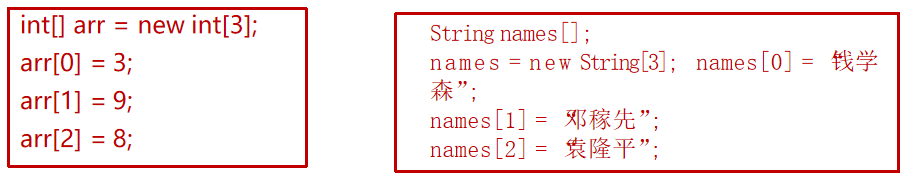 int[] arr = new int[3];
arr[0] = 3;
arr[1] = 9;
arr[2] = 8;
String names[];
names = new String[3]; names[0] = “钱学
森”;
names[1] = “邓稼先”;
names[2] = “袁隆平”;